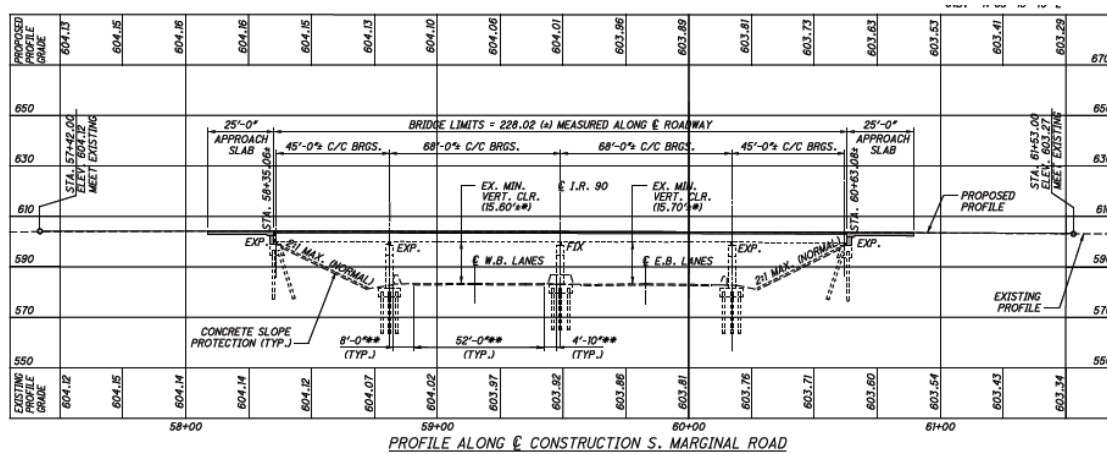 PROPOSED PROFILE GRADE
604.13 604.15 604.15 604.16 604.15 604.12 604.06 604.01 603.96 603.89 603.81 603.63 603.53 603.41 603.29
670
650
650
630
630
610
610
590
590
570
570
550
550
STA. 57+42.00
ELEV. 604.12
MEET EXISTING
25'-0"
APPROACH
SLAB
STA. 58+35.06±
BRIDGE LIMITS = 228.02 (±) MEASURED ALONG ℄ ROADWAY
45'-0"± C/C BRGS.
68'-0"± C/C BRGS.
68'-0"± C/C BRGS.
45'-0"± C/C BRGS.
STA. 60+63.08±
25'-0"
APPROACH
SLAB
STA. 61+53.00
ELEV. 603.27
MEET EXISTING
EX. MIN.
VERT. CLR.
(15.60'±*)
℄ I.R. 90
EX. MIN.
VERT. CLR.
(15.70'±*)
PROPOSED
PROFILE
EXP.
EXP.
FIX
EXP.
EXP.
2:1 MAX. (NORMAL)
℄ W.B. LANES
℄ E.B. LANES
2:1 MAX. (NORMAL)
EXISTING
PROFILE
CONCRETE SLOPE
PROTECTION (TYP.)
8'-0"**
(TYP.)
52'-0"**
(TYP.)
4'-10"**
(TYP.)
EXISTING PROFILE GRADE
604.12 604.15 604.14 604.14 604.12 604.07 604.02 603.97 603.92 603.86 603.81 603.76 603.71 603.60 603.54 603.43 603.34
58+00
59+00
60+00
61+00
PROFILE ALONG ℄ CONSTRUCTION S. MARGINAL ROAD